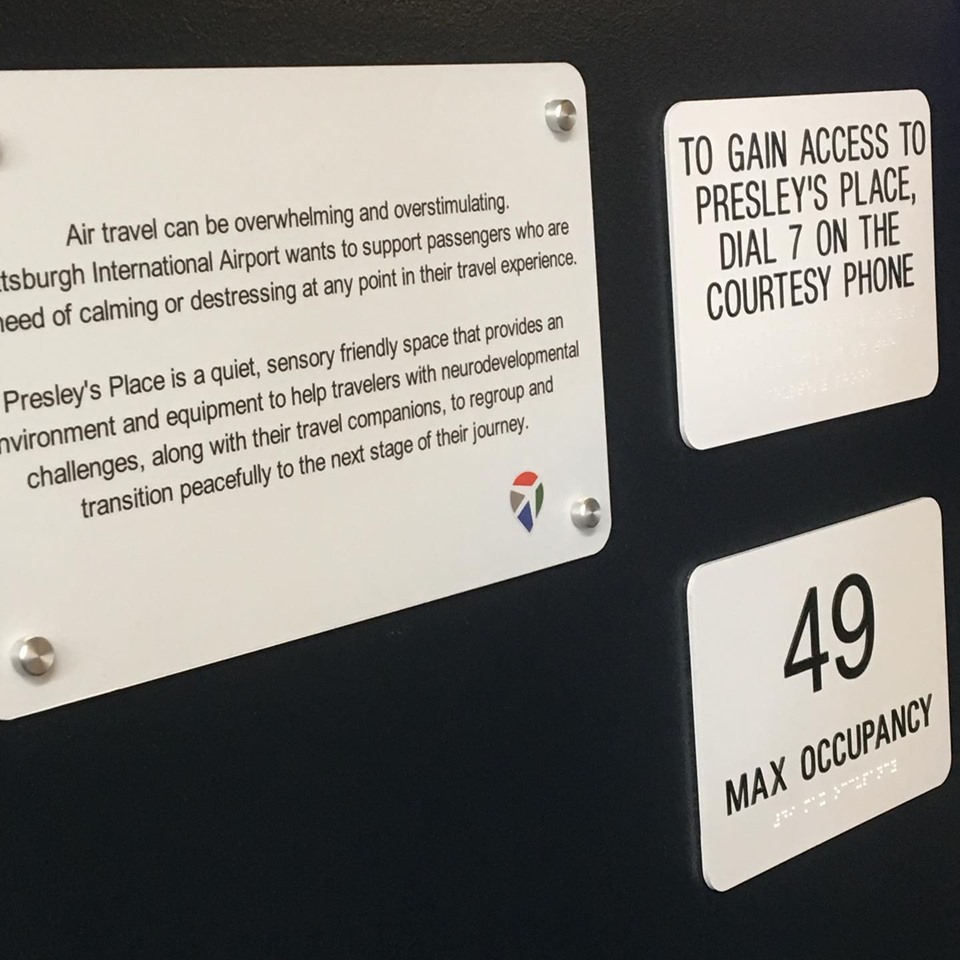 Air travel can be overwhelming and overstimulating.
ttsburgh International Airport wants to support passengers who are
need of calming or destressing at any point in their travel experience.
Presley's Place is a quiet, sensory friendly space that provides an
nvironment and equipment to help travelers with neurodevelopmental
challenges, along with their travel companions, to regroup and
transition peacefully to the next stage of their journey.
TO GAIN ACCESS TO
PRESLEY'S PLACE,
DIAL 7 ON THE
COURTESY PHONE
49
MAX OCCUPANCY